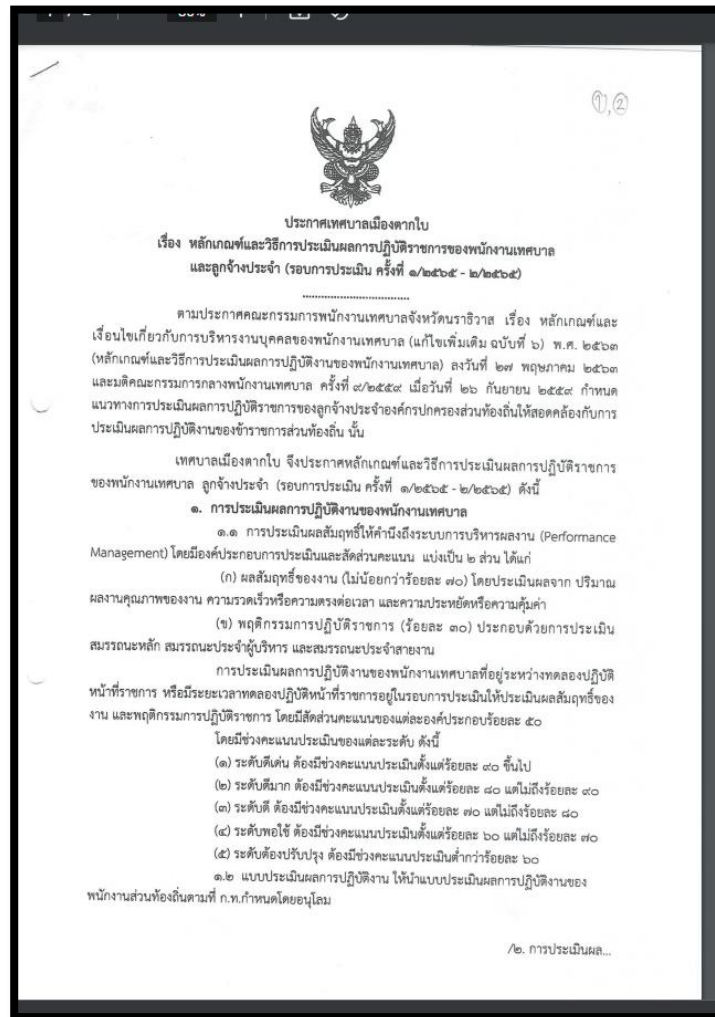 ①,②
ประกาศเทศบาลเมืองตากใบ
เรื่อง หลักเกณฑ์และวิธีการประเมินผลการปฏิบัติราชการของพนักงานเทศบาล
และลูกจ้างประจำ (รอบการประเมิน ครั้งที่ ๑/๒๕๖๕ - ๒/๒๕๖๕)
ตามประกาศคณะกรรมการพนักงานเทศบาลจังหวัดนราธิวาส เรื่อง หลักเกณฑ์และ
เงื่อนไขเกี่ยวกับการบริหารงานบุคคลของพนักงานเทศบาล (แก้ไขเพิ่มเติม ฉบับที่ ๖) พ.ศ. ๒๕๖๓
(หลักเกณฑ์และวิธีการประเมินผลการปฏิบัติงานของพนักงานเทศบาล) ลงวันที่ ๒๗ พฤษภาคม ๒๕๖๓
และมติคณะกรรมการกลางพนักงานเทศบาล ครั้งที่ ๙/๒๕๕๙ เมื่อวันที่ ๒๖ กันยายน ๒๕๕๙ กำหนด
แนวทางการประเมินผลการปฏิบัติราชการของลูกจ้างประจำองค์กรปกครองส่วนท้องถิ่นให้สอดคล้องกับการ
ประเมินผลการปฏิบัติงานของข้าราชการส่วนท้องถิ่น นั้น
เทศบาลเมืองตากใบ จึงประกาศหลักเกณฑ์และวิธีการประเมินผลการปฏิบัติราชการ
ของพนักงานเทศบาล ลูกจ้างประจำ (รอบการประเมิน ครั้งที่ ๑/๒๕๖๕ - ๒/๒๕๖๕) ดังนี้
๑. การประเมินผลการปฏิบัติงานของพนักงานเทศบาล
๑.๑ การประเมินผลสัมฤทธิ์ให้คำนึงถึงระบบการบริหารผลงาน (Performance
Management) โดยมีองค์ประกอบการประเมินและสัดส่วนคะแนน แบ่งเป็น ๒ ส่วน ได้แก่
(ก) ผลสัมฤทธิ์ของงาน (ไม่น้อยกว่าร้อยละ ๗๐) โดยประเมินผลจาก ปริมาณ
ผลงานคุณภาพของงาน ความรวดเร็วหรือความตรงต่อเวลา และความประหยัดหรือความคุ้มค่า
(ข) พฤติกรรมการปฏิบัติราชการ (ร้อยละ ๓๐) ประกอบด้วยการประเมิน
สมรรถนะหลัก สมรรถนะประจำผู้บริหาร และสมรรถนะประจำสายงาน
การประเมินผลการปฏิบัติงานของพนักงานเทศบาลที่อยู่ระหว่างทดลองปฏิบัติ
หน้าที่ราชการ หรือมีระยะเวลาทดลองปฏิบัติหน้าที่ราชการอยู่ในรอบการประเมินให้ประเมินผลสัมฤทธิ์ของ
งาน และพฤติกรรมการปฏิบัติราชการ โดยมีสัดส่วนคะแนนของแต่ละองค์ประกอบร้อยละ ๕๐
โดยมีช่วงคะแนนประเมินของแต่ละระดับ ดังนี้
(๑) ระดับดีเด่น ต้องมีช่วงคะแนนประเมินตั้งแต่ร้อยละ ๙๐ ขึ้นไป
(๒) ระดับดีมาก ต้องมีช่วงคะแนนประเมินตั้งแต่ร้อยละ ๘๐ แต่ไม่ถึงร้อยละ ๙๐
(๓) ระดับดี ต้องมีช่วงคะแนนประเมินตั้งแต่ร้อยละ ๗๐ แต่ไม่ถึงร้อยละ ๘๐
(๔) ระดับพอใช้ ต้องมีช่วงคะแนนประเมินตั้งแต่ร้อยละ ๖๐ แต่ไม่ถึงร้อยละ ๗๐
(๕) ระดับต้องปรับปรุง ต้องมีช่วงคะแนนประเมินต่ำกว่าร้อยละ ๖๐
๑.๒ แบบประเมินผลการปฏิบัติงาน ให้นำแบบประเมินผลการปฏิบัติงานของ
พนักงานส่วนท้องถิ่นตามที่ ก.ท.กำหนดโดยอนุโลม
/๒. การประเมินผล...